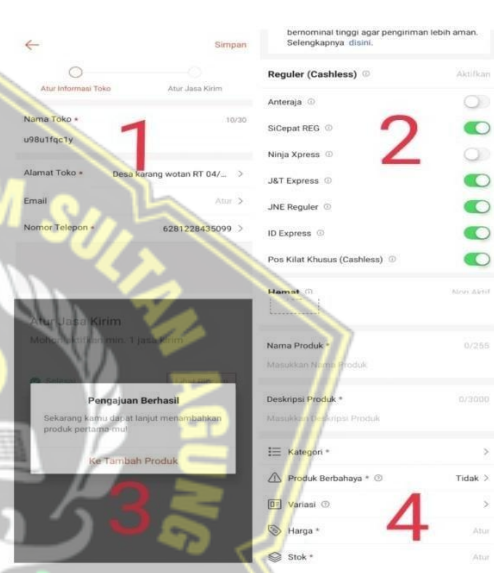 Simpan
Atur Informasi Toko
Atur Jasa Kirim
Nama Toko *
10/30
u98u1fqc1y
1
Alamat Toko *
Desa karang wotan RT 04/... >
Email
Atur >
Nomor Telepon *
6281228435099 >
bernominal tinggi agar pengiriman lebih aman.
Selengkapnya disini.
Reguler (Cashless)
Aktifkan
Anteraja
2
SiCepat REG
Ninja Xpress
J&T Express
JNE Reguler
ID Express
Pos Kilat Khusus (Cashless)
Hemat
Non Aktif
Atur Jasa Kirim
Pengajuan Berhasil
Sekarang kamu dapat lanjut menambahkan
produk pertama-mu!
Ke Tambah Produk
3
Nama Produk *
0/255
Masukkan Nama Produk
Deskripsi Produk *
0/3000
Masukkan Deskripsi Produk
Kategori *
>
Produk Berbahaya *
Tidak >
Variasi
>
4
Harga *
Atur
Stok *
Atur
SULTAN
AGUNG